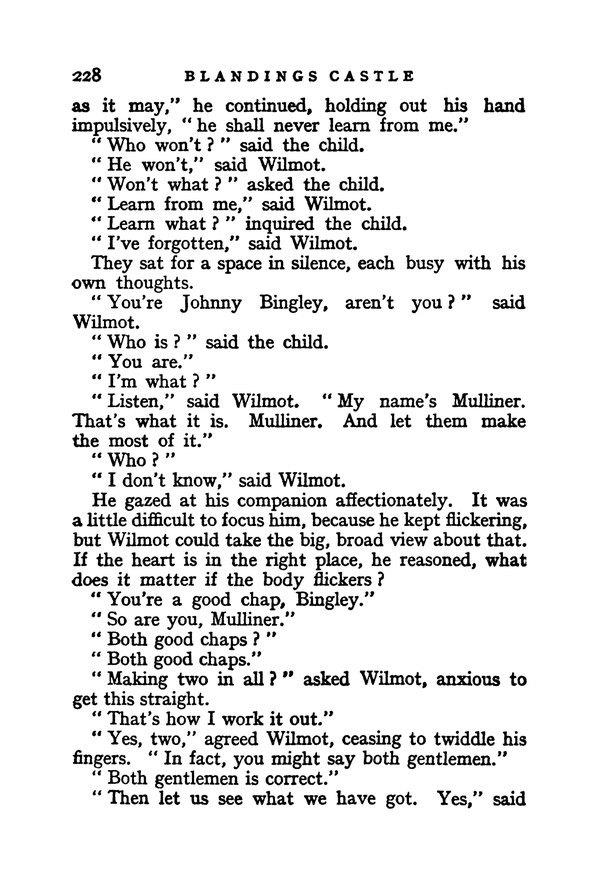 228 BLANDINGS CASTLE
as it may,” he continued, holding out his hand
impulsively, “ he shall never learn from me.”
“ Who won't ? ” said the child.
“ He won't,” said Wilmot.
“ Won't what ? ” asked the child.
“ Learn from me,” said Wilmot.
“ Learn what ? ” inquired the child.
“ I've forgotten,” said Wilmot.
They sat for a space in silence, each busy with his
own thoughts.
“ You're Johnny Bingley, aren't you ? ” said
Wilmot.
“ Who is ? ” said the child.
“ You are.”
“ I'm what ? ”
“ Listen,” said Wilmot. “ My name's Mulliner.
That's what it is. Mulliner. And let them make
the most of it.”
“ Who ? ”
“ I don't know,” said Wilmot.
He gazed at his companion affectionately. It was
a little difficult to focus him, because he kept flickering,
but Wilmot could take the big, broad view about that.
If the heart is in the right place, he reasoned, what
does it matter if the body flickers ?
“ You're a good chap, Bingley.”
“ So are you, Mulliner.”
“ Both good chaps ? ”
“ Both good chaps.”
“ Making two in all ? ” asked Wilmot, anxious to
get this straight.
“ That's how I work it out.”
“ Yes, two,” agreed Wilmot, ceasing to twiddle his
fingers. “ In fact, you might say both gentlemen.”
“ Both gentlemen is correct.”
“ Then let us see what we have got. Yes,” said